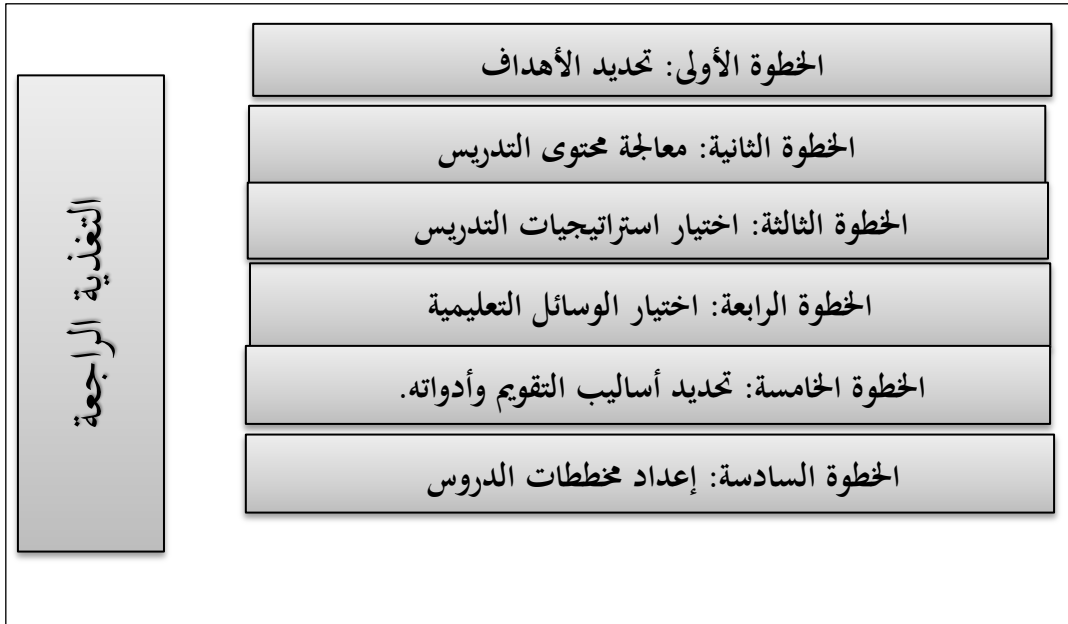 الخطوة الأولى: تحديد الأهداف
الخطوة الثانية: معالجة محتوى التدريس
الخطوة الثالثة: اختيار استراتيجيات التدريس
الخطوة الرابعة: اختيار الوسائل التعليمية
الخطوة الخامسة: تحديد أساليب التقويم وأدواته.
الخطوة السادسة: إعداد مخططات الدروس
التغذية الراجعة